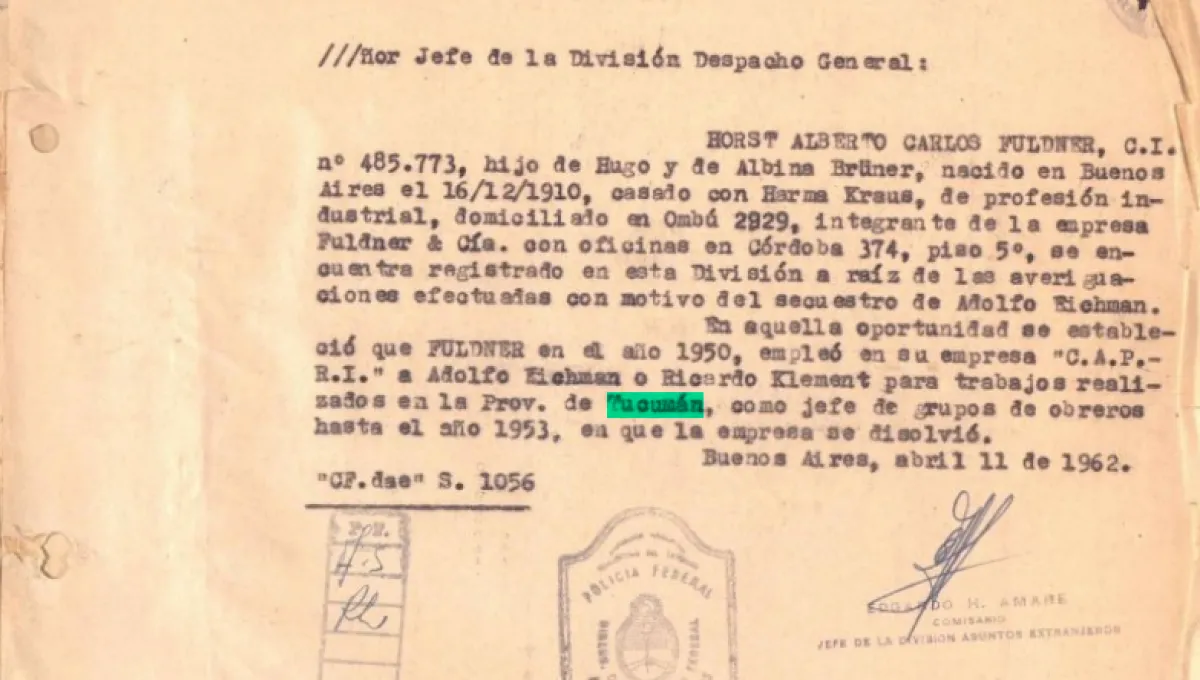 ///ñor Jefe de la División Despacho General:
HORST ALBERTO CARLOS FULDNER, C.I.
nº 485.773, hijo de Hugo y de Albina Brüner, nacido en Buenos
Aires el 16/12/1910, casado con Harma Kraus, de profesión in-
dustrial, domiciliado en Ombú 2929, integrante de la empresa
Fuldner & Cía. con oficinas en Córdoba 374, piso 5º, se en-
cuentra registrado en esta División a raíz de las averigua-
ciones efectuadas con motivo del secuestro de Adolfo Eichman.
En aquella oportunidad se estable-
ció que FULDNER en el año 1950, empleó en su empresa "C.A.P.-
R.I." a Adolfo Eichman o Ricardo Klement para trabajos reali-
zados en la Prov. de Tucumán, como jefe de grupos de obreros
hasta el año 1953, en que la empresa se disolvió.
Buenos Aires, abril 11 de 1962.
"CF.dae" S. 1056
POLICIA FEDERAL
FEDERAL
EDGARDO H. AMARE
COMISARIO
JEFE DE LA DIVISION ASUNTOS EXTRANJEROS